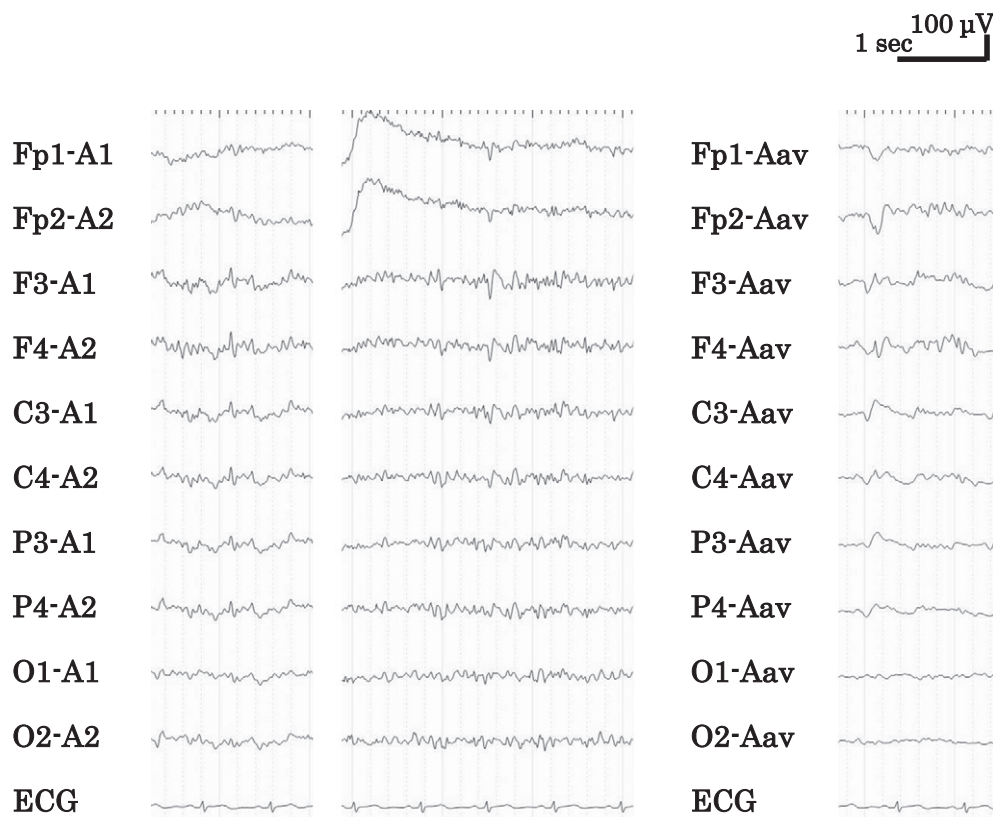 100 μV
1 sec
Fp1-A1
Fp2-A2
F3-A1
F4-A2
C3-A1
C4-A2
P3-A1
P4-A2
O1-A1
O2-A2
ECG
Fp1-Aav
Fp2-Aav
F3-Aav
F4-Aav
C3-Aav
C4-Aav
P3-Aav
P4-Aav
O1-Aav
O2-Aav
ECG